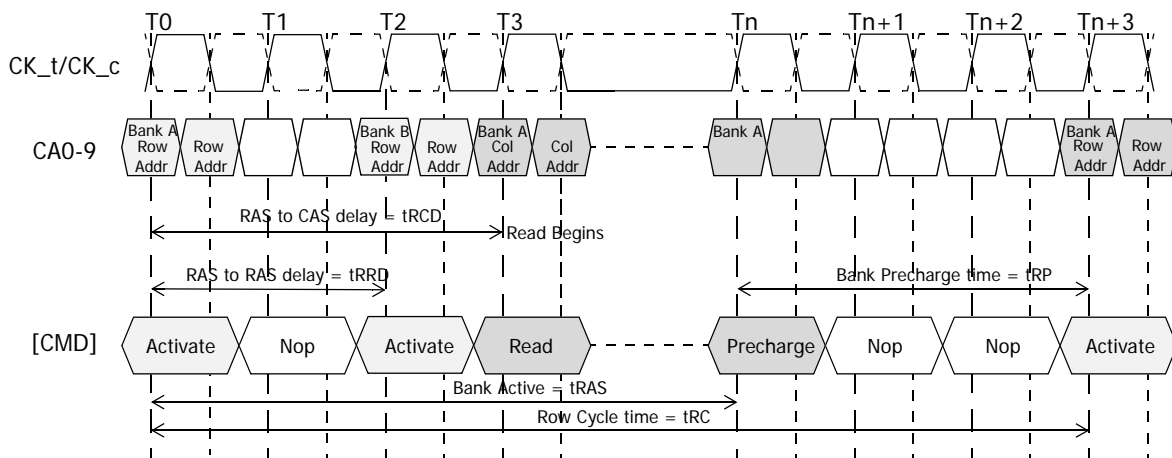 T0 T1 T2 T3 Tn Tn+1 Tn+2 Tn+3
CK_t/CK_c
CA0-9
Bank A
Row
Addr
Row
Addr
Bank B
Row
Addr
Row
Addr
Bank A
Col
Addr
Col
Addr
Bank A
Bank A
Row
Addr
Row
Addr
RAS to CAS delay = tRCD
Read Begins
RAS to RAS delay = tRRD
Bank Precharge time = tRP
[CMD]
Activate Nop Activate Read Precharge Nop Nop Activate
Bank Active = tRAS
Row Cycle time = tRC